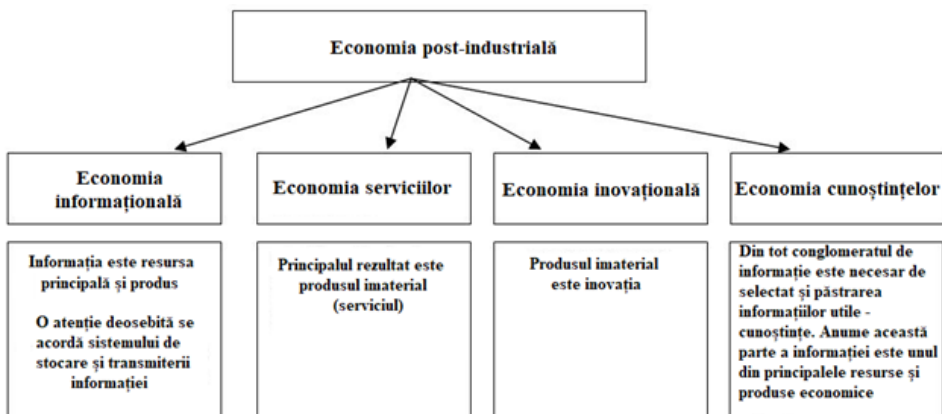 Economia post-industrială
Economia
informațională
Economia serviciilor
Economia inovațională
Economia cunoștințelor
Informația este resursa
principală și produs
O atenție deosebită se
acordă sistemului de
stocare și transmiterii
informației
Principalul rezultat este
produsul imaterial
(serviciul)
Produsul imaterial
este inovația
Din tot conglomeratul de
informație este necesar de
selectat și păstrarea
informațiilor utile -
cunoștințe. Anume această
parte a informației este unul
din principalele resurse și
produse economice